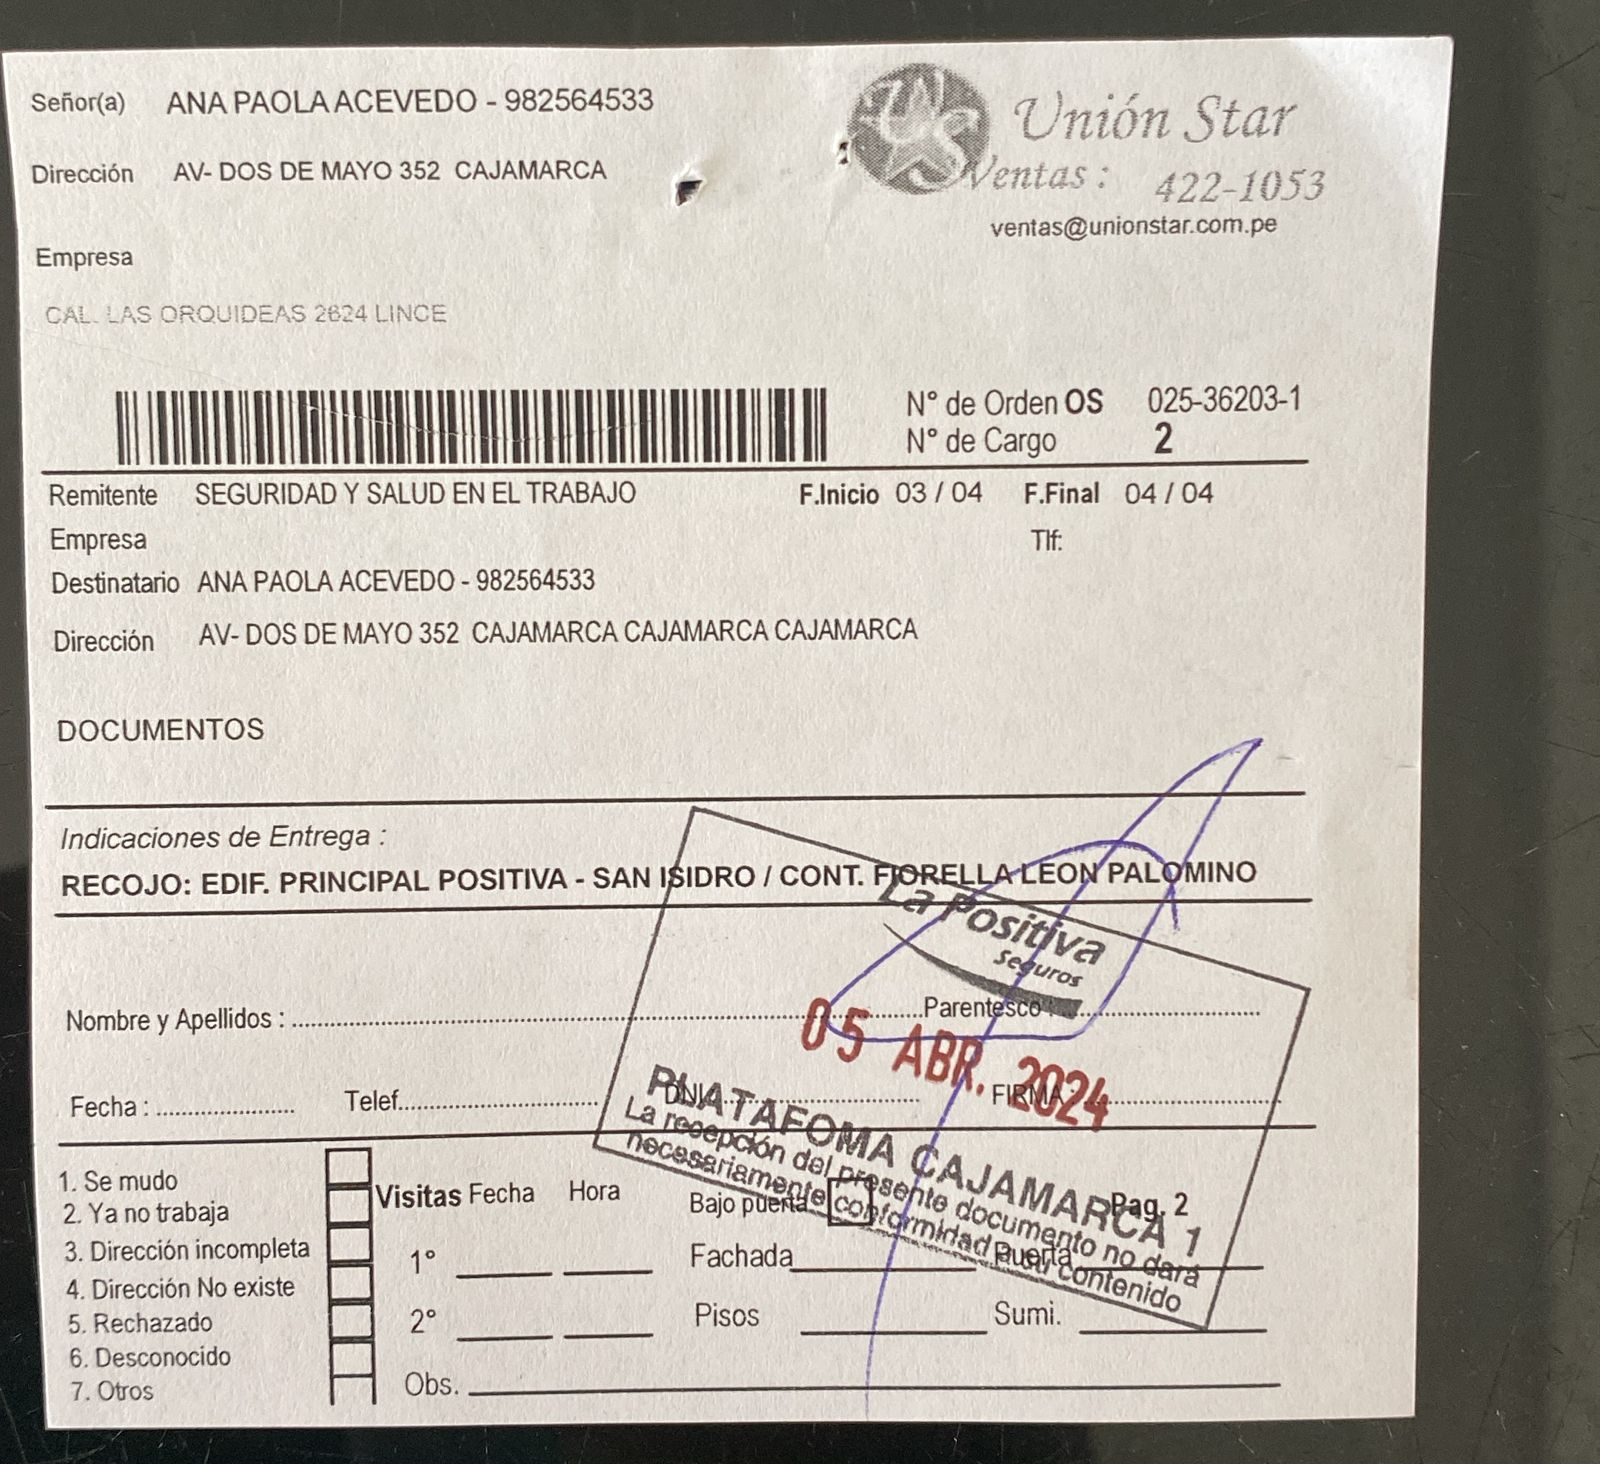 Señor(a) ANA PAOLA ACEVEDO - 982564533
Unión Star
Dirección AV- DOS DE MAYO 352 CAJAMARCA
Ventas : 422-1053
ventas@unionstar.com.pe
Empresa
CAL. LAS ORQUIDEAS 2624 LINCE
N° de Orden OS 025-36203-1
N° de Cargo 2
Remitente SEGURIDAD Y SALUD EN EL TRABAJO F.Inicio 03 / 04 F.Final 04 / 04
Empresa Tlf:
Destinatario ANA PAOLA ACEVEDO - 982564533
Dirección AV- DOS DE MAYO 352 CAJAMARCA CAJAMARCA CAJAMARCA
DOCUMENTOS
Indicaciones de Entrega :
RECOJO: EDIF. PRINCIPAL POSITIVA - SAN ISIDRO / CONT. FIORELLA LEON PALOMINO
La Positiva
Seguros
Nombre y Apellidos : Parentesco :
05 ABR. 2024
Fecha : Telef. DNI FIRMA :
PLATAFOMA CAJAMARCA 1
La recepción del presente documento no dará
necesariamente conformidad a su contenido
1. Se mudo
2. Ya no trabaja
3. Dirección incompleta
4. Dirección No existe
5. Rechazado
6. Desconocido
7. Otros
Visitas Fecha Hora Bajo puerta Pag. 2
1° Fachada Puerta
2° Pisos Sumi.
Obs.